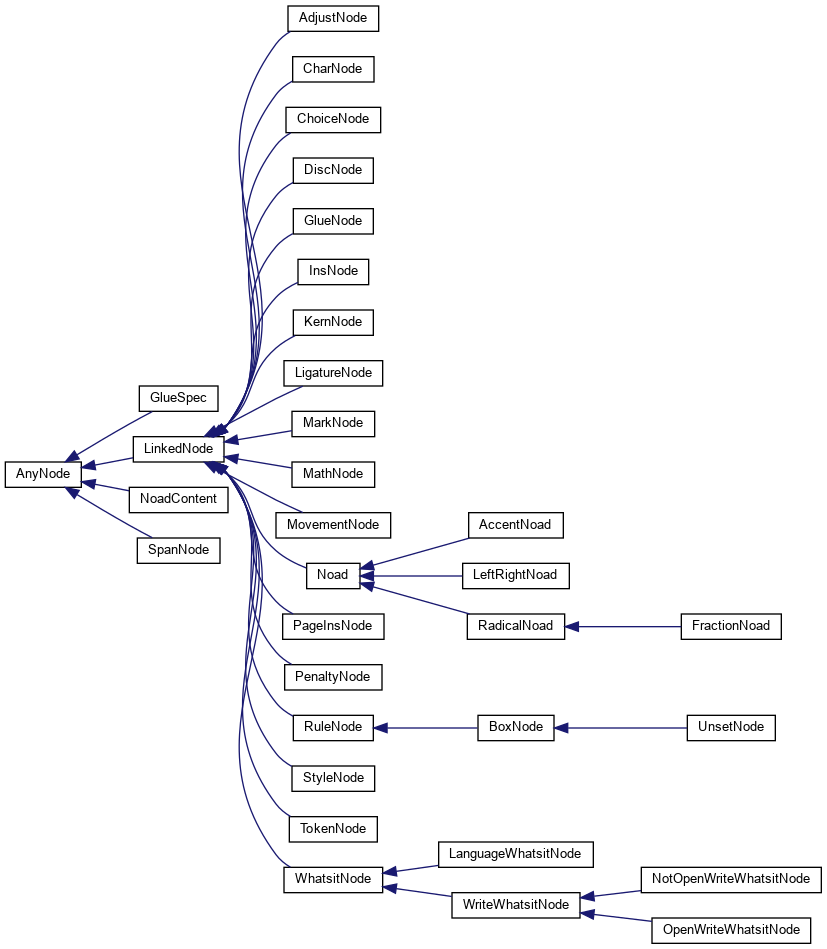 AdjustNode
CharNode
ChoiceNode
DiscNode
GlueNode
InsNode
KernNode
LigatureNode
GlueSpec
MarkNode
LinkedNode
AnyNode
MathNode
NoadContent
MovementNode
AccentNoad
SpanNode
Noad
LeftRightNoad
PageInsNode
RadicalNoad
FractionNoad
PenaltyNode
RuleNode
BoxNode
UnsetNode
StyleNode
TokenNode
LanguageWhatsitNode
WhatsitNode
NotOpenWriteWhatsitNode
WriteWhatsitNode
OpenWriteWhatsitNode